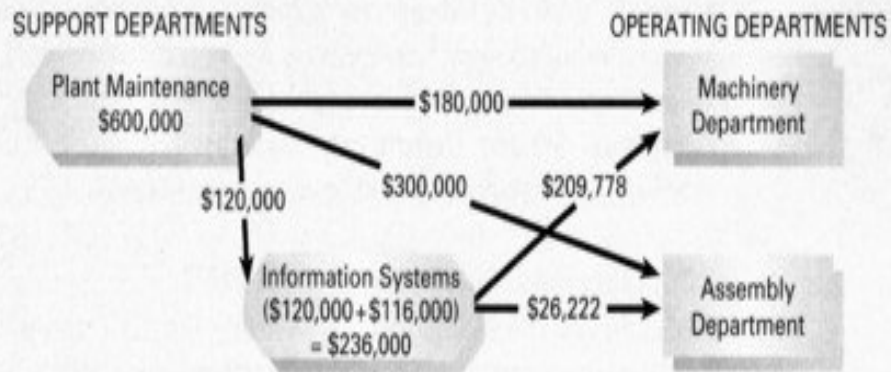 SUPPORT DEPARTMENTS
OPERATING DEPARTMENTS
Plant Maintenance
$600,000
$180,000
Machinery
Department
$120,000
$300,000
$209,778
Information Systems
($120,000+$116,000)
= $236,000
$26,222
Assembly
Department